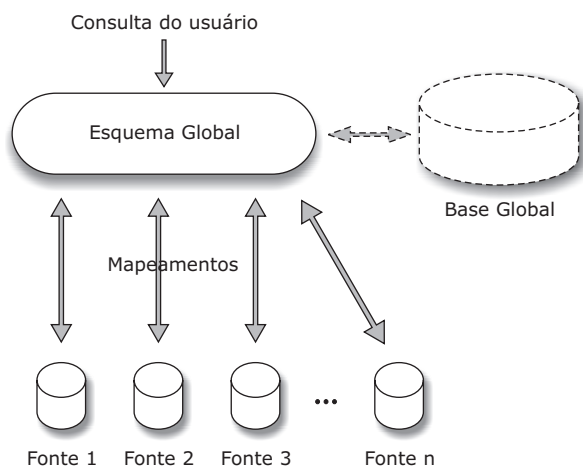 Consulta do usuário
Esquema Global
Base Global
Mapeamentos
...
Fonte 1 Fonte 2 Fonte 3 Fonte n